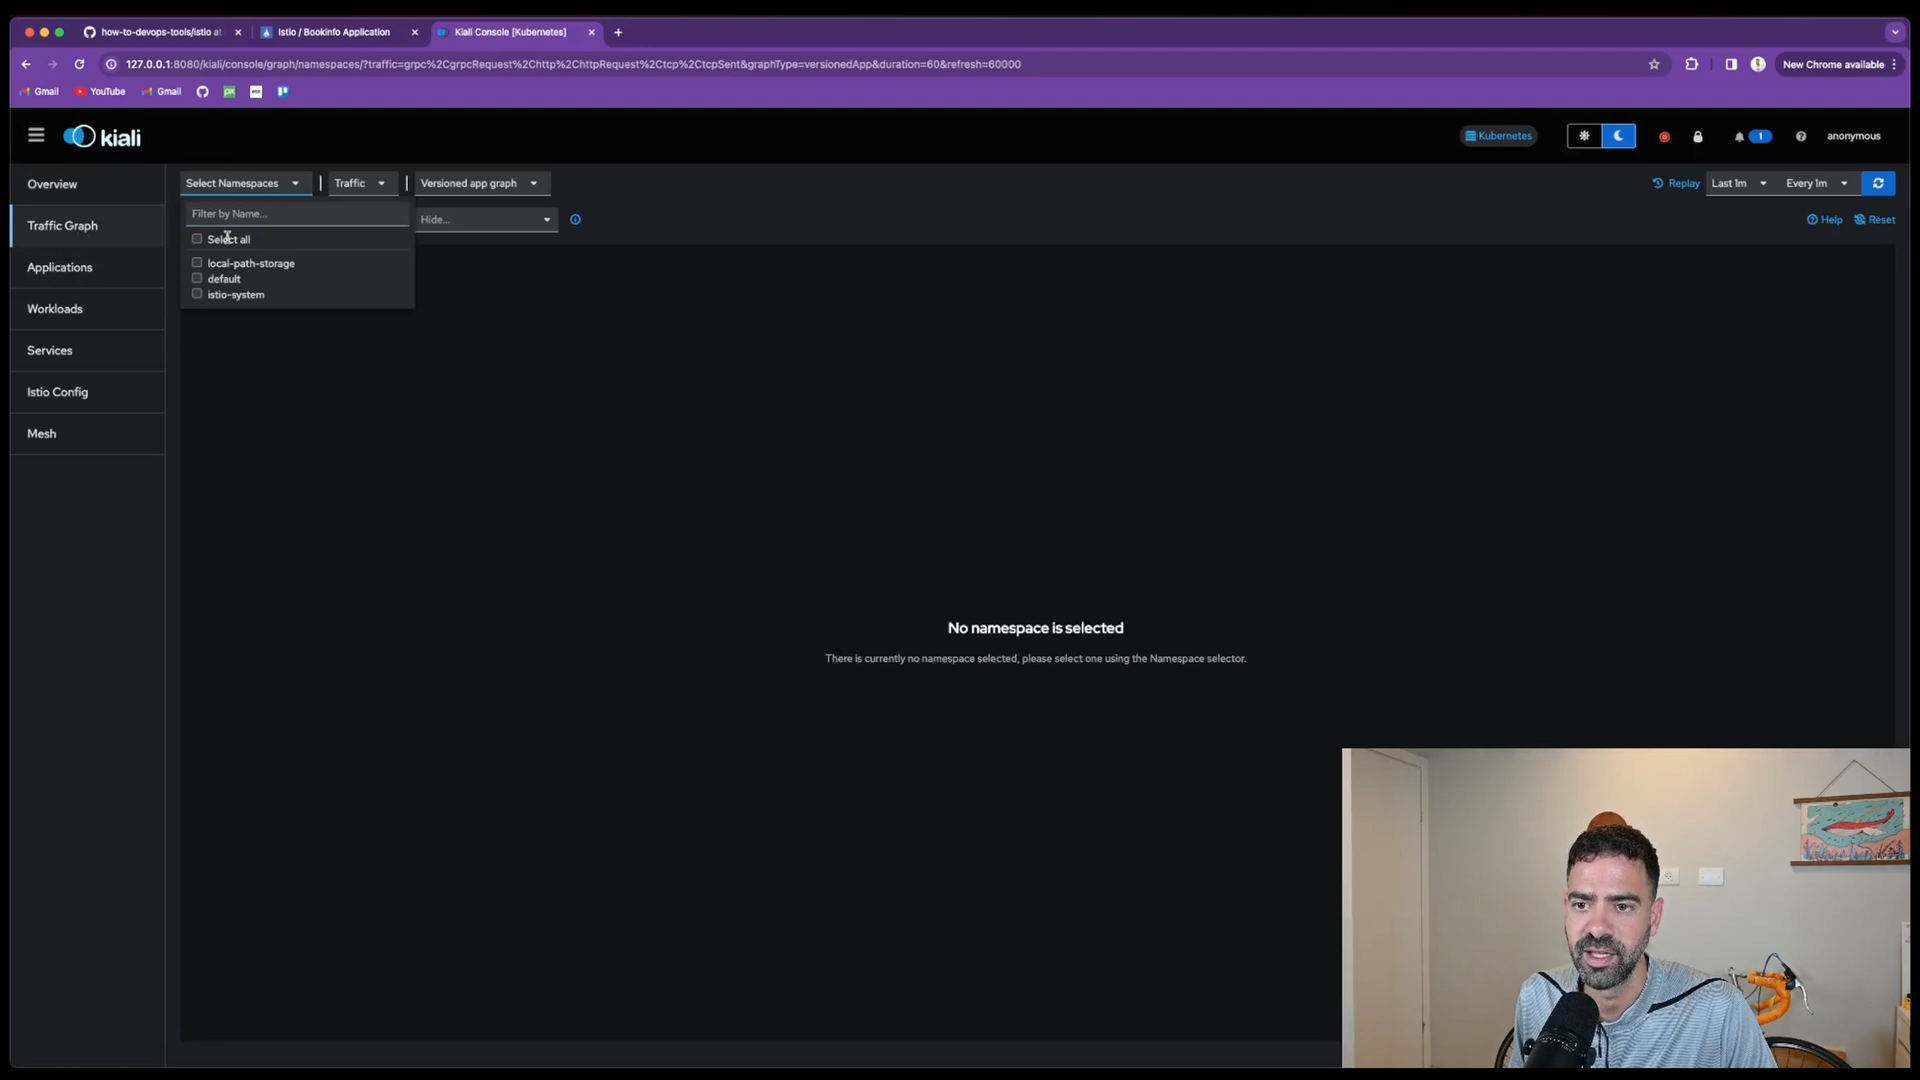 how-to-devops-tools/istio at
Istio / Bookinfo Application
Kiali Console [Kubernetes]
127.0.0.1:8080/kiali/console/graph/namespaces/?traffic=grpc%2CgrpcRequest%2Chttp%2ChttpRequest%2Ctcp%2CtcpSent&graphType=versionedApp&duration=60&refresh=60000
New Chrome available
Gmail
YouTube
Gmail
kiali
Kubernetes
1
anonymous
Overview
Select Namespaces
Traffic
Versioned app graph
Replay
Last 1m
Every 1m
Filter by Name...
Hide...
Help
Reset
Traffic Graph
Select all
local-path-storage
default
istio-system
Applications
Workloads
Services
Istio Config
Mesh
No namespace is selected
There is currently no namespace selected, please select one using the Namespace selector.